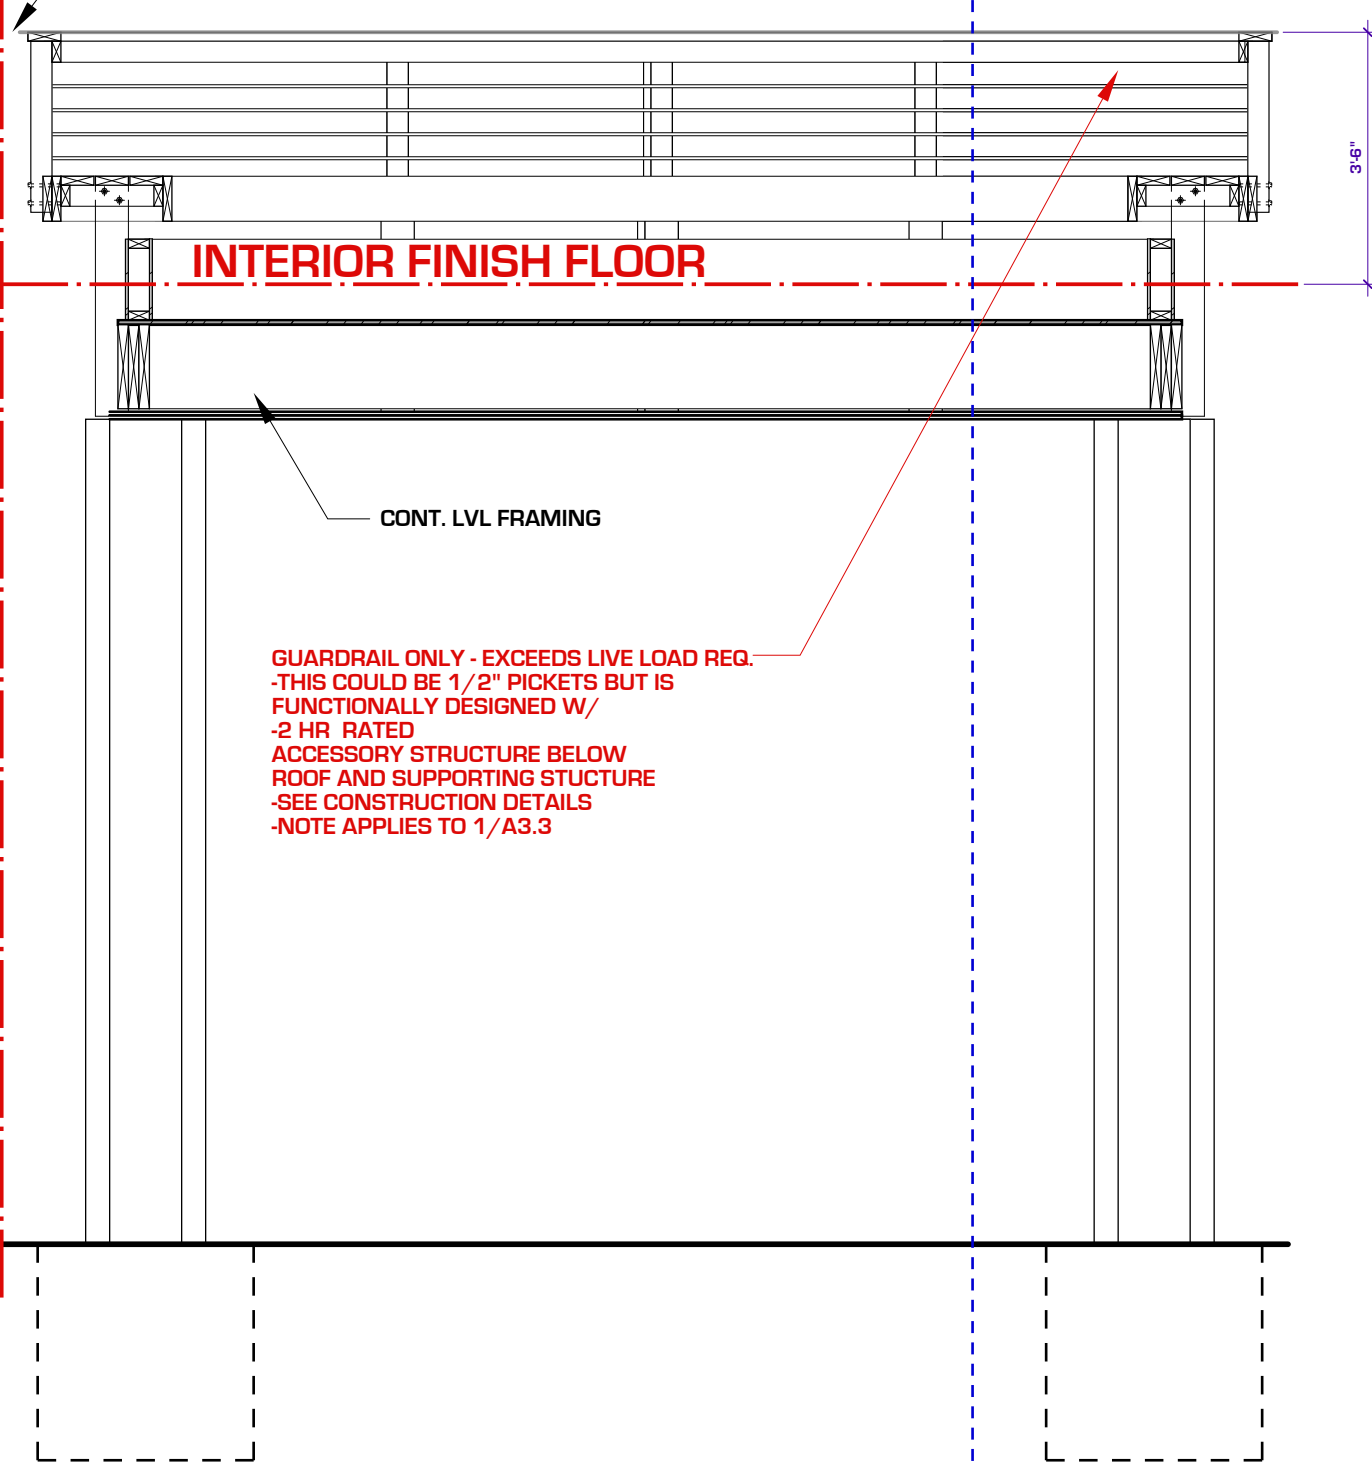 3'-6"
INTERIOR FINISH FLOOR
CONT. LVL FRAMING
GUARDRAIL ONLY - EXCEEDS LIVE LOAD REQ.
-THIS COULD BE 1/2" PICKETS BUT IS
FUNCTIONALLY DESIGNED W/
-2 HR RATED
ACCESSORY STRUCTURE BELOW
ROOF AND SUPPORTING STUCTURE
-SEE CONSTRUCTION DETAILS
-NOTE APPLIES TO 1/A3.3